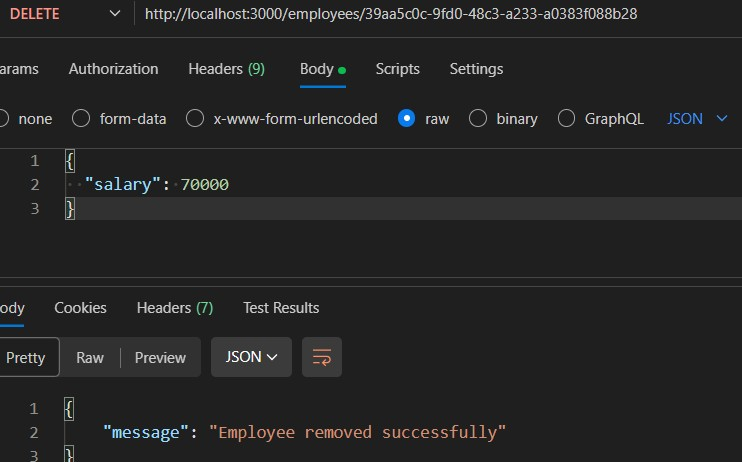 DELETE http://localhost:3000/employees/39aa5c0c-9fd0-48c3-a233-a0383f088b28
arams Authorization Headers (9) Body Scripts Settings
none form-data x-www-form-urlencoded raw binary GraphQL JSON
1 {
2 "salary": 70000
3 }
ody Cookies Headers (7) Test Results
Pretty Raw Preview JSON
1 {
2 "message": "Employee removed successfully"
3 }